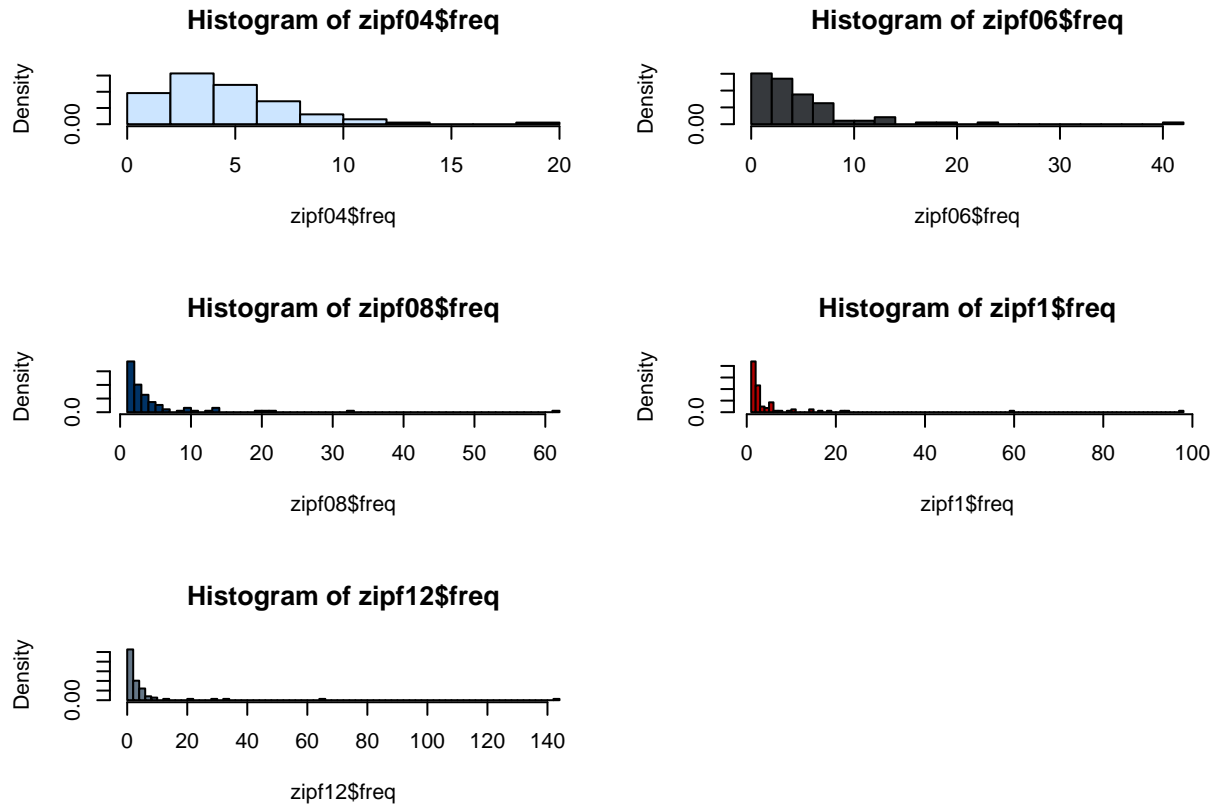 Histogram of zipf04$freq
Density
0.00
0 5 10 15 20
zipf04$freq
Histogram of zipf06$freq
Density
0.00
0 10 20 30 40
zipf06$freq
Histogram of zipf08$freq
Density
0.0
0 10 20 30 40 50 60
zipf08$freq
Histogram of zipf1$freq
Density
0.0
0 20 40 60 80 100
zipf1$freq
Histogram of zipf12$freq
Density
0.00
0 20 40 60 80 100 120 140
zipf12$freq